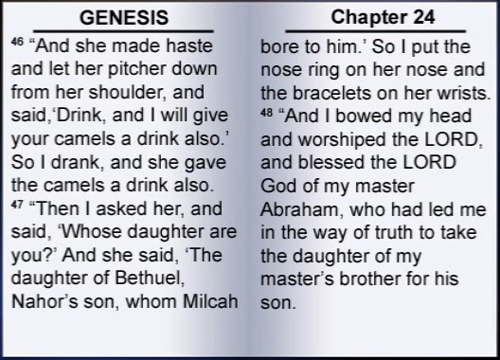 GENESIS
46 “And she made haste
and let her pitcher down
from her shoulder, and
said,‘Drink, and I will give
your camels a drink also.’
So I drank, and she gave
the camels a drink also.
47 “Then I asked her, and
said, ‘Whose daughter are
you?’ And she said, ‘The
daughter of Bethuel,
Nahor’s son, whom Milcah
Chapter 24
bore to him.’ So I put the
nose ring on her nose and
the bracelets on her wrists.
48 “And I bowed my head
and worshiped the LORD,
and blessed the LORD
God of my master
Abraham, who had led me
in the way of truth to take
the daughter of my
master’s brother for his
son.